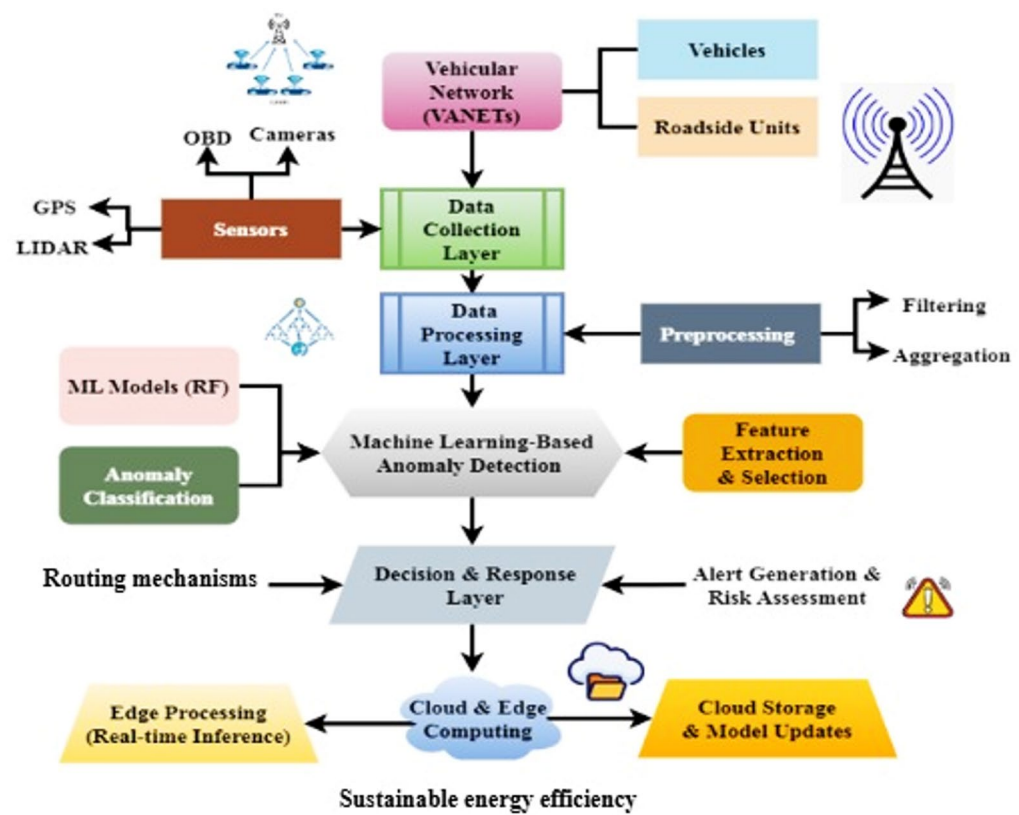 Vehicular
Network
(VANETs)
Vehicles
Roadside Units
OBD
Cameras
GPS
LIDAR
Sensors
Data
Collection
Layer
Data
Processing
Layer
Preprocessing
Filtering
Aggregation
ML Models (RF)
Anomaly
Classification
Machine Learning-Based
Anomaly Detection
Feature
Extraction
& Selection
Routing mechanisms
Decision & Response
Layer
Alert Generation &
Risk Assessment
Edge Processing
(Real-time Inference)
Cloud & Edge
Computing
Cloud Storage
& Model Updates
Sustainable energy efficiency